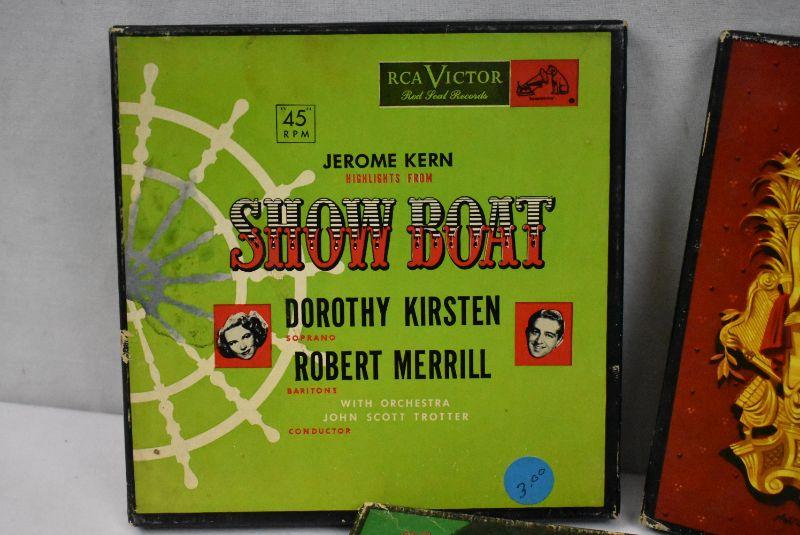 RCA VICTOR
Red Seal Records
45
RPM
JEROME KERN
HIGHLIGHTS FROM
SHOW BOAT
DOROTHY KIRSTEN
SOPRANO
ROBERT MERRILL
BARITONE
WITH ORCHESTRA
JOHN SCOTT TROTTER
CONDUCTOR
3.00